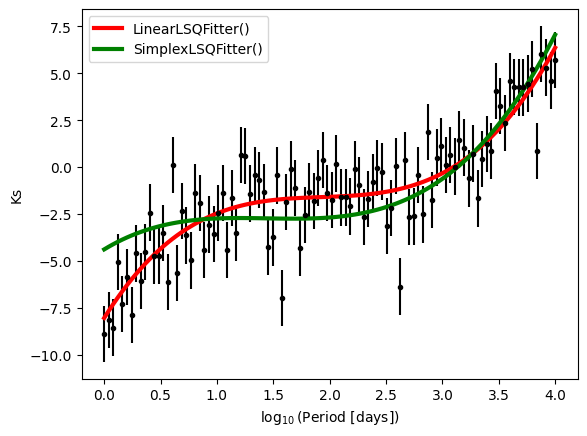 LinearLSQFitter()
SimplexLSQFitter()
7.5
5.0
2.5
0.0
−2.5
−5.0
−7.5
−10.0
Ks
0.0 0.5 1.0 1.5 2.0 2.5 3.0 3.5 4.0
log₁₀(Period [days])